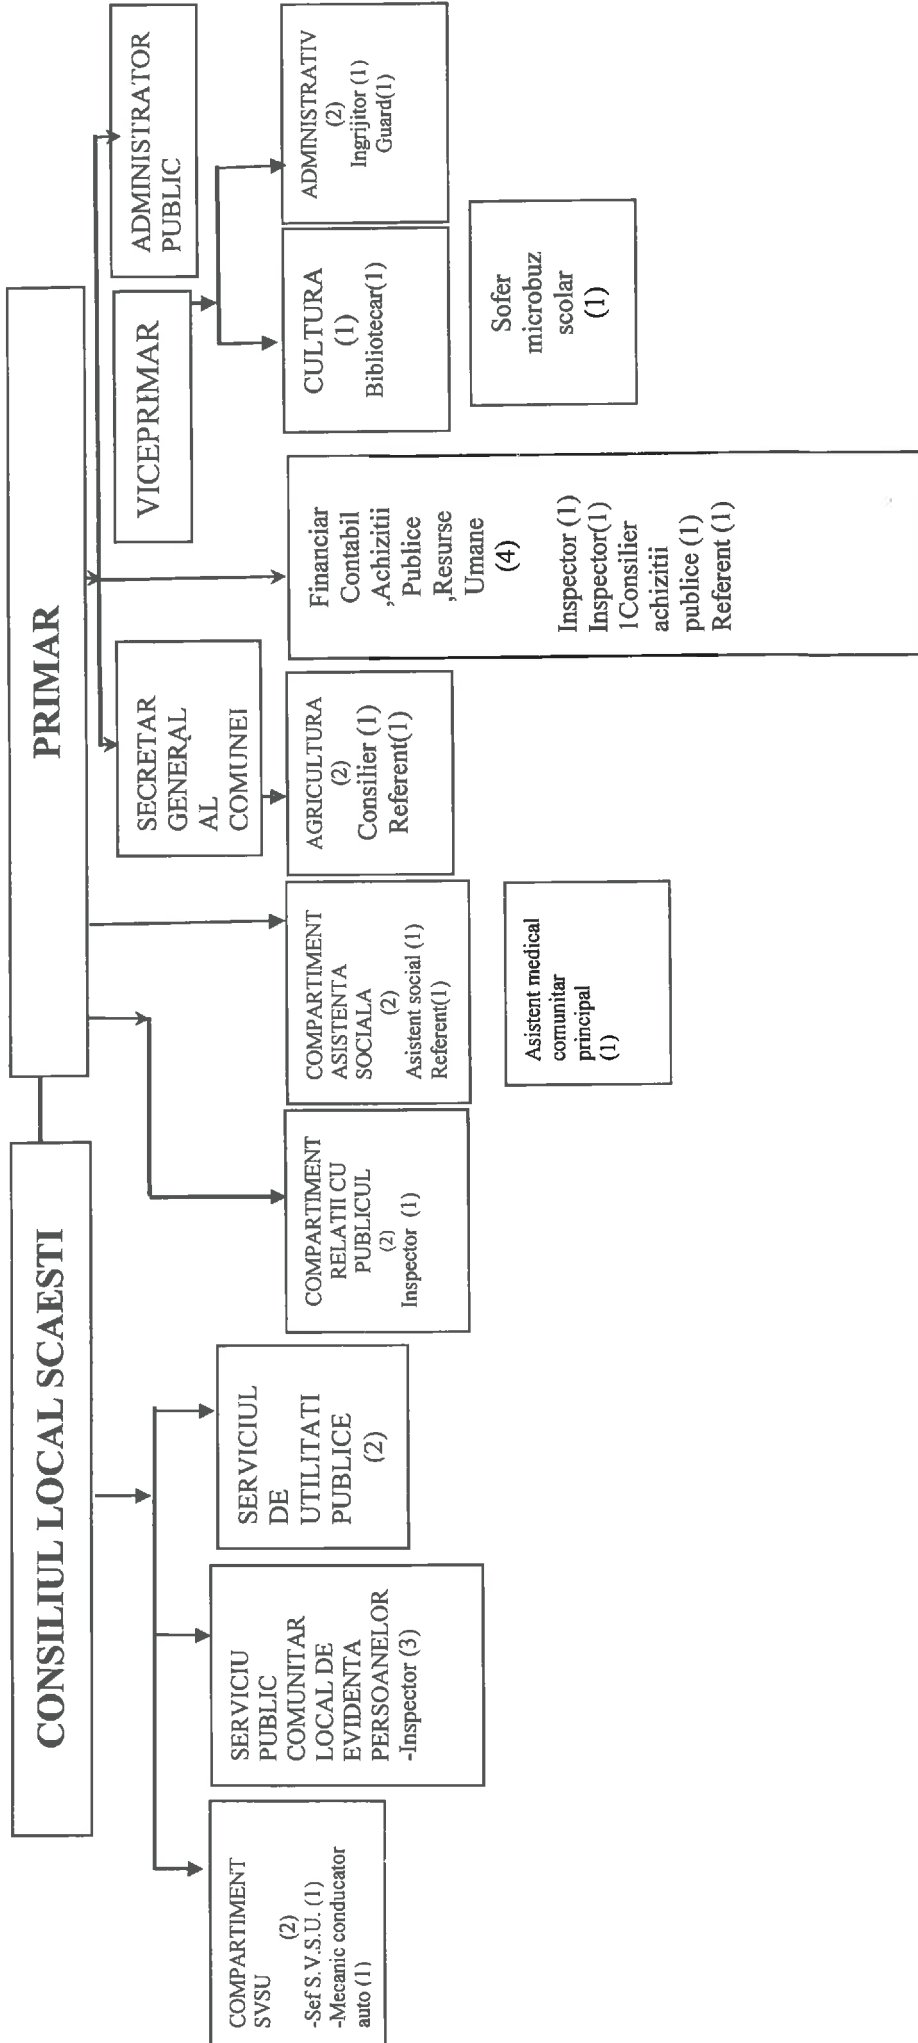 CONSILIUL LOCAL SCAESTI
PRIMAR
COMPARTIMENT
SVSU
(2)
-Sef S.V.S.U. (1)
-Mecanic conducator
auto (1)
SERVICIU
PUBLIC
COMUNITAR
LOCAL DE
EVIDENTA
PERSOANELOR
-Inspector (3)
SERVICIUL
DE
UTILITATI
PUBLICE
(2)
COMPARTIMENT
RELATII CU
PUBLICUL
(2)
Inspector (1)
COMPARTIMENT
ASISTENTA
SOCIALA
(2)
Asistent social (1)
Referent(1)
Asistent medical
comunitar
principal
(1)
SECRETAR
GENERAL
AL
COMUNEI
AGRICULTURA
(2)
Consilier (1)
Referent(1)
Financiar
Contabil
,Achizitii
Publice
,Resurse
Umane
(4)
Inspector (1)
Inspector(1)
1Consilier
achizitii
publice (1)
Referent (1)
VICEPRIMAR
CULTURA
(1)
Bibliotecar(1)
ADMINISTRATIV
(2)
Ingrijitor (1)
Guard(1)
Sofer
microbuz
scolar
(1)
ADMINISTRATOR
PUBLIC